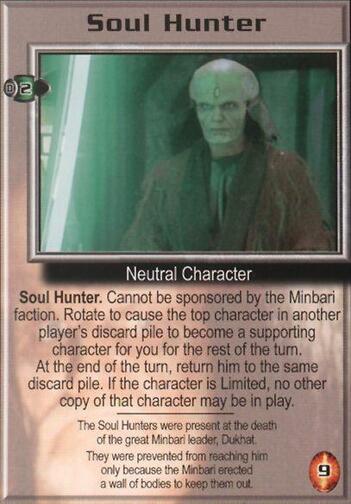 Soul Hunter
D 2
Neutral Character
Soul Hunter. Cannot be sponsored by the Minbari
faction. Rotate to cause the top character in another
player's discard pile to become a supporting
character for you for the rest of the turn.
At the end of the turn, return him to the same
discard pile. If the character is Limited, no other
copy of that character may be in play.
The Soul Hunters were present at the death
of the great Minbari leader, Dukhat.
They were prevented from reaching him
only because the Minbari erected
a wall of bodies to keep them out.
9